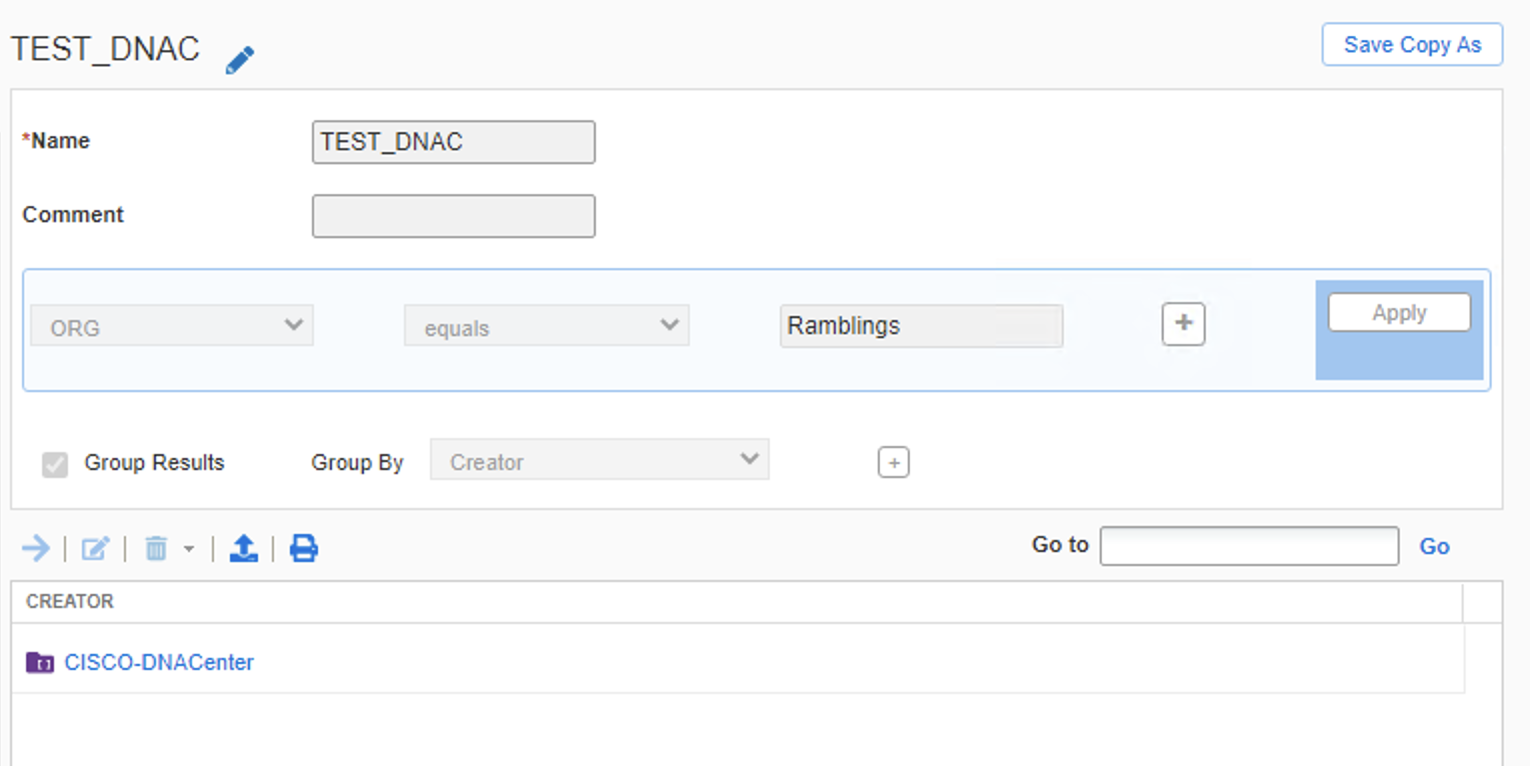 TEST_DNAC
Save Copy As
*Name TEST_DNAC
Comment
ORG equals Ramblings + Apply
Group Results Group By Creator +
Go to Go
CREATOR
CISCO-DNACenter